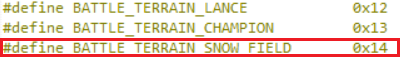 #define BATTLE_TERRAIN_LANCE 0x12
#define BATTLE_TERRAIN_CHAMPION 0x13
#define BATTLE_TERRAIN_SNOW_FIELD 0x14